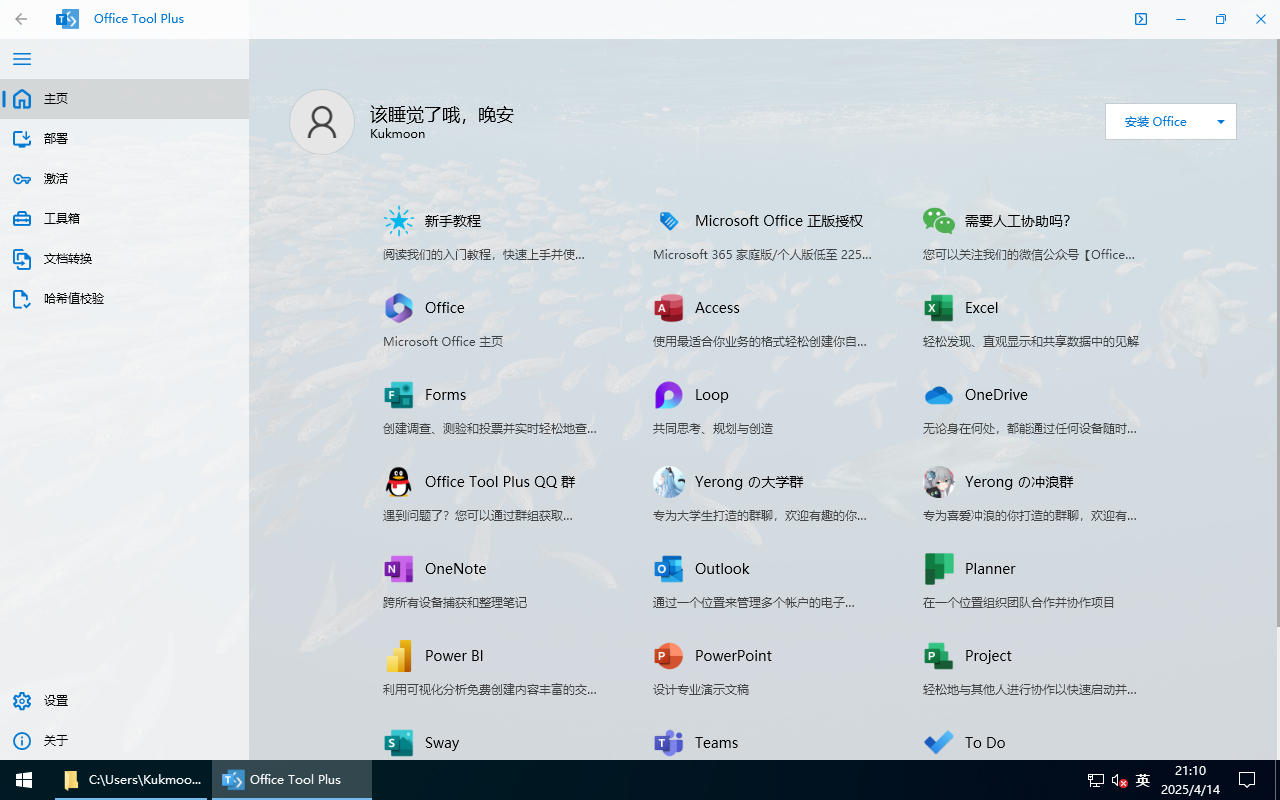 Office Tool Plus
主页
部署
激活
工具箱
文档转换
哈希值校验
设置
关于
该睡觉了哦，晚安
Kukmoon
安装 Office
新手教程
阅读我们的入门教程，快速上手并使...
Microsoft Office 正版授权
Microsoft 365 家庭版/个人版低至 225...
需要人工协助吗?
您可以关注我们的微信公众号【Office...
Office
Microsoft Office 主页
Access
使用最适合你业务的格式轻松创建你自...
Excel
轻松发现、直观显示和共享数据中的见解
Forms
创建调查、测验和投票并实时轻松地查...
Loop
共同思考、规划与创造
OneDrive
无论身在何处，都能通过任何设备随时...
Office Tool Plus QQ 群
遇到问题了？您可以通过群组获取...
Yerong の大学群
专为大学生打造的群聊，欢迎有趣的你...
Yerong の冲浪群
专为喜爱冲浪的你打造的群聊，欢迎有...
OneNote
跨所有设备捕获和整理笔记
Outlook
通过一个位置来管理多个帐户的电子...
Planner
在一个位置组织团队合作并协作项目
Power BI
利用可视化分析免费创建内容丰富的交...
PowerPoint
设计专业演示文稿
Project
轻松地与其他人进行协作以快速启动并...
Sway
Teams
To Do
C:\Users\Kukmoo...
Office Tool Plus
英
21:10
2025/4/14